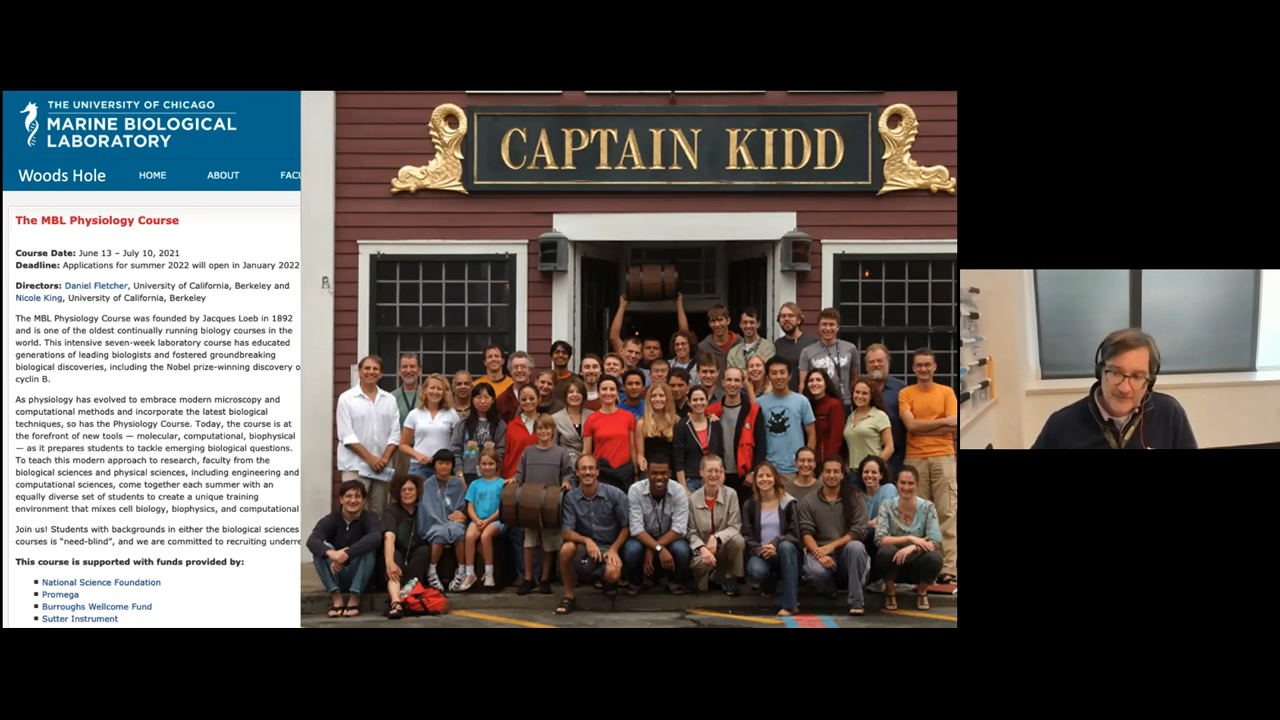 THE UNIVERSITY OF CHICAGO
MARINE BIOLOGICAL
LABORATORY
Woods Hole
HOME
ABOUT
FACU
The MBL Physiology Course
Course Date: June 13 – July 10, 2021
Deadline: Applications for summer 2022 will open in January 2022
Directors: Daniel Fletcher, University of California, Berkeley and
Nicole King, University of California, Berkeley
The MBL Physiology Course was founded by Jacques Loeb in 1892
and is one of the oldest continually running biology courses in the
world. This intensive seven-week laboratory course has educated
generations of leading biologists and fostered groundbreaking
biological discoveries, including the Nobel prize-winning discovery o
cyclin B.
As physiology has evolved to embrace modern microscopy and
computational methods and incorporate the latest biological
techniques, so has the Physiology Course. Today, the course is at
the forefront of new tools — molecular, computational, biophysical
— as it prepares students to tackle emerging biological questions.
To teach this modern approach to research, faculty from the
biological sciences and physical sciences, including engineering and
computational sciences, come together each summer with an
equally diverse set of students to create a unique training
environment that mixes cell biology, biophysics, and computational
Join us! Students with backgrounds in either the biological sciences
courses is “need-blind”, and we are committed to recruiting underre
This course is supported with funds provided by:
National Science Foundation
Promega
Burroughs Wellcome Fund
Sutter Instrument
CAPTAIN KIDD